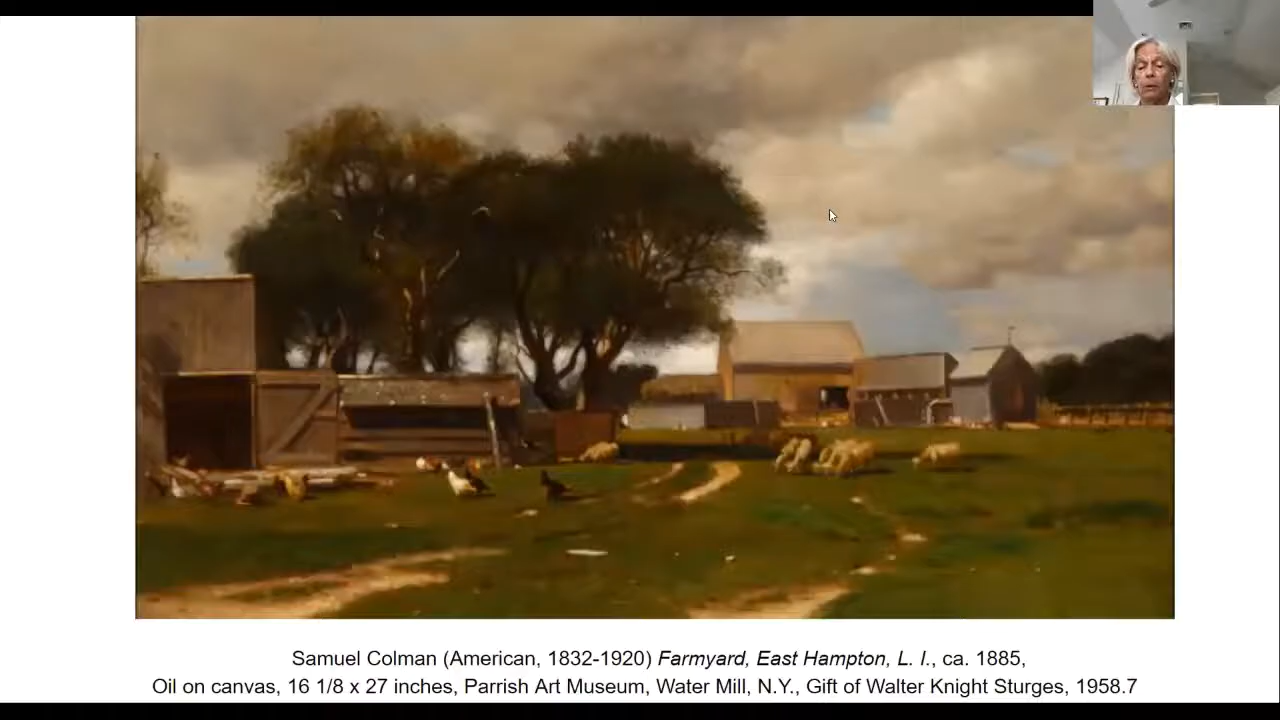 Samuel Colman (American, 1832-1920) Farmyard, East Hampton, L. I., ca. 1885,
Oil on canvas, 16 1/8 x 27 inches, Parrish Art Museum, Water Mill, N.Y., Gift of Walter Knight Sturges, 1958.7